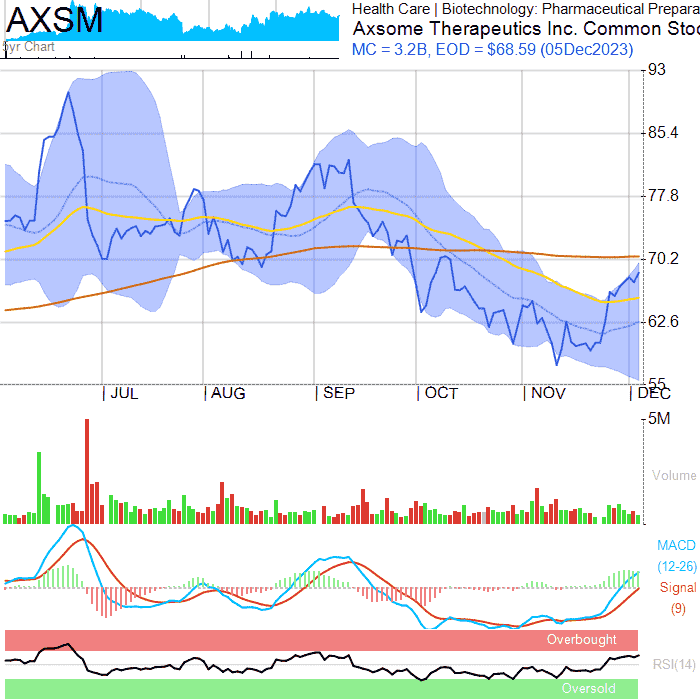 AXSM
5yr Chart
Health Care | Biotechnology: Pharmaceutical Prepara
Axsome Therapeutics Inc. Common Stoc
MC = 3.2B, EOD = $68.59 (05Dec2023)
93
85.4
77.8
70.2
62.6
55
JUL AUG SEP OCT NOV DEC
5M
Volume
MACD
(12-26)
Signal
(9)
Overbought
RSI(14)
Oversold